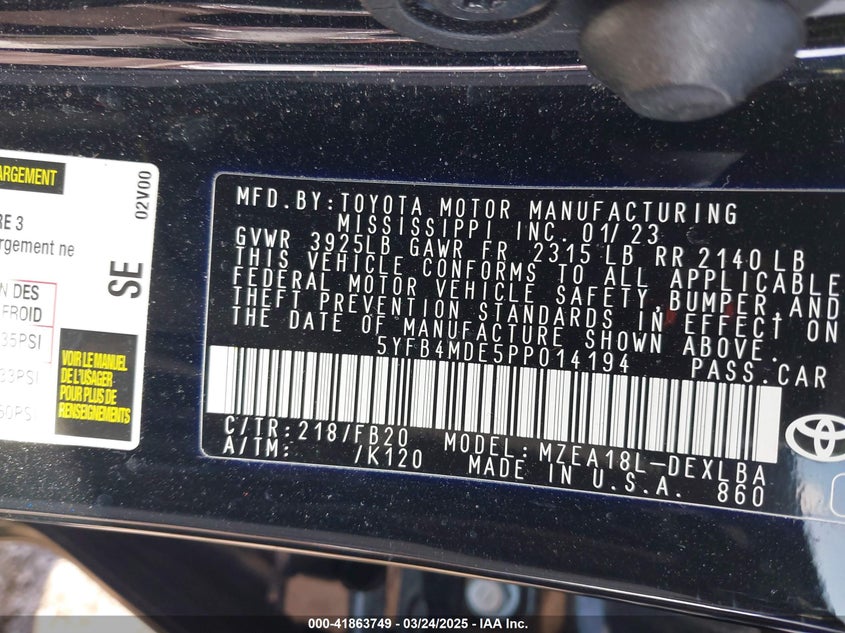 ARGEMENT
RE 3
argement ne
N DES
FROID
35PSI
33PSI
60PSI
02V00
SE
VOIR LE MANUEL
DE L'USAGER
POUR PLUS DE
RENSEIGNEMENTS
MFD.BY:TOYOTA MOTOR MANUFACTURING
MISSISSIPPI INC. 01/23
GVWR 3925LB GAWR FR 2315 LB RR 2140 LB
THIS VEHICLE CONFORMS TO ALL APPLICABLE
FEDERAL MOTOR VEHICLE SAFETY,BUMPER,AND
THEFT PREVENTION STANDARDS IN EFFECT ON
THE DATE OF MANUFACTURE SHOWN ABOVE.
5YFB4MDE5PP014194 PASS.CAR
C/TR:218/FB20 MODEL:MZEA18L-DEXLBA
A/TM: /K120 MADE IN U.S.A. 860
000-41863749 — 03/24/2025 — IAA Inc.